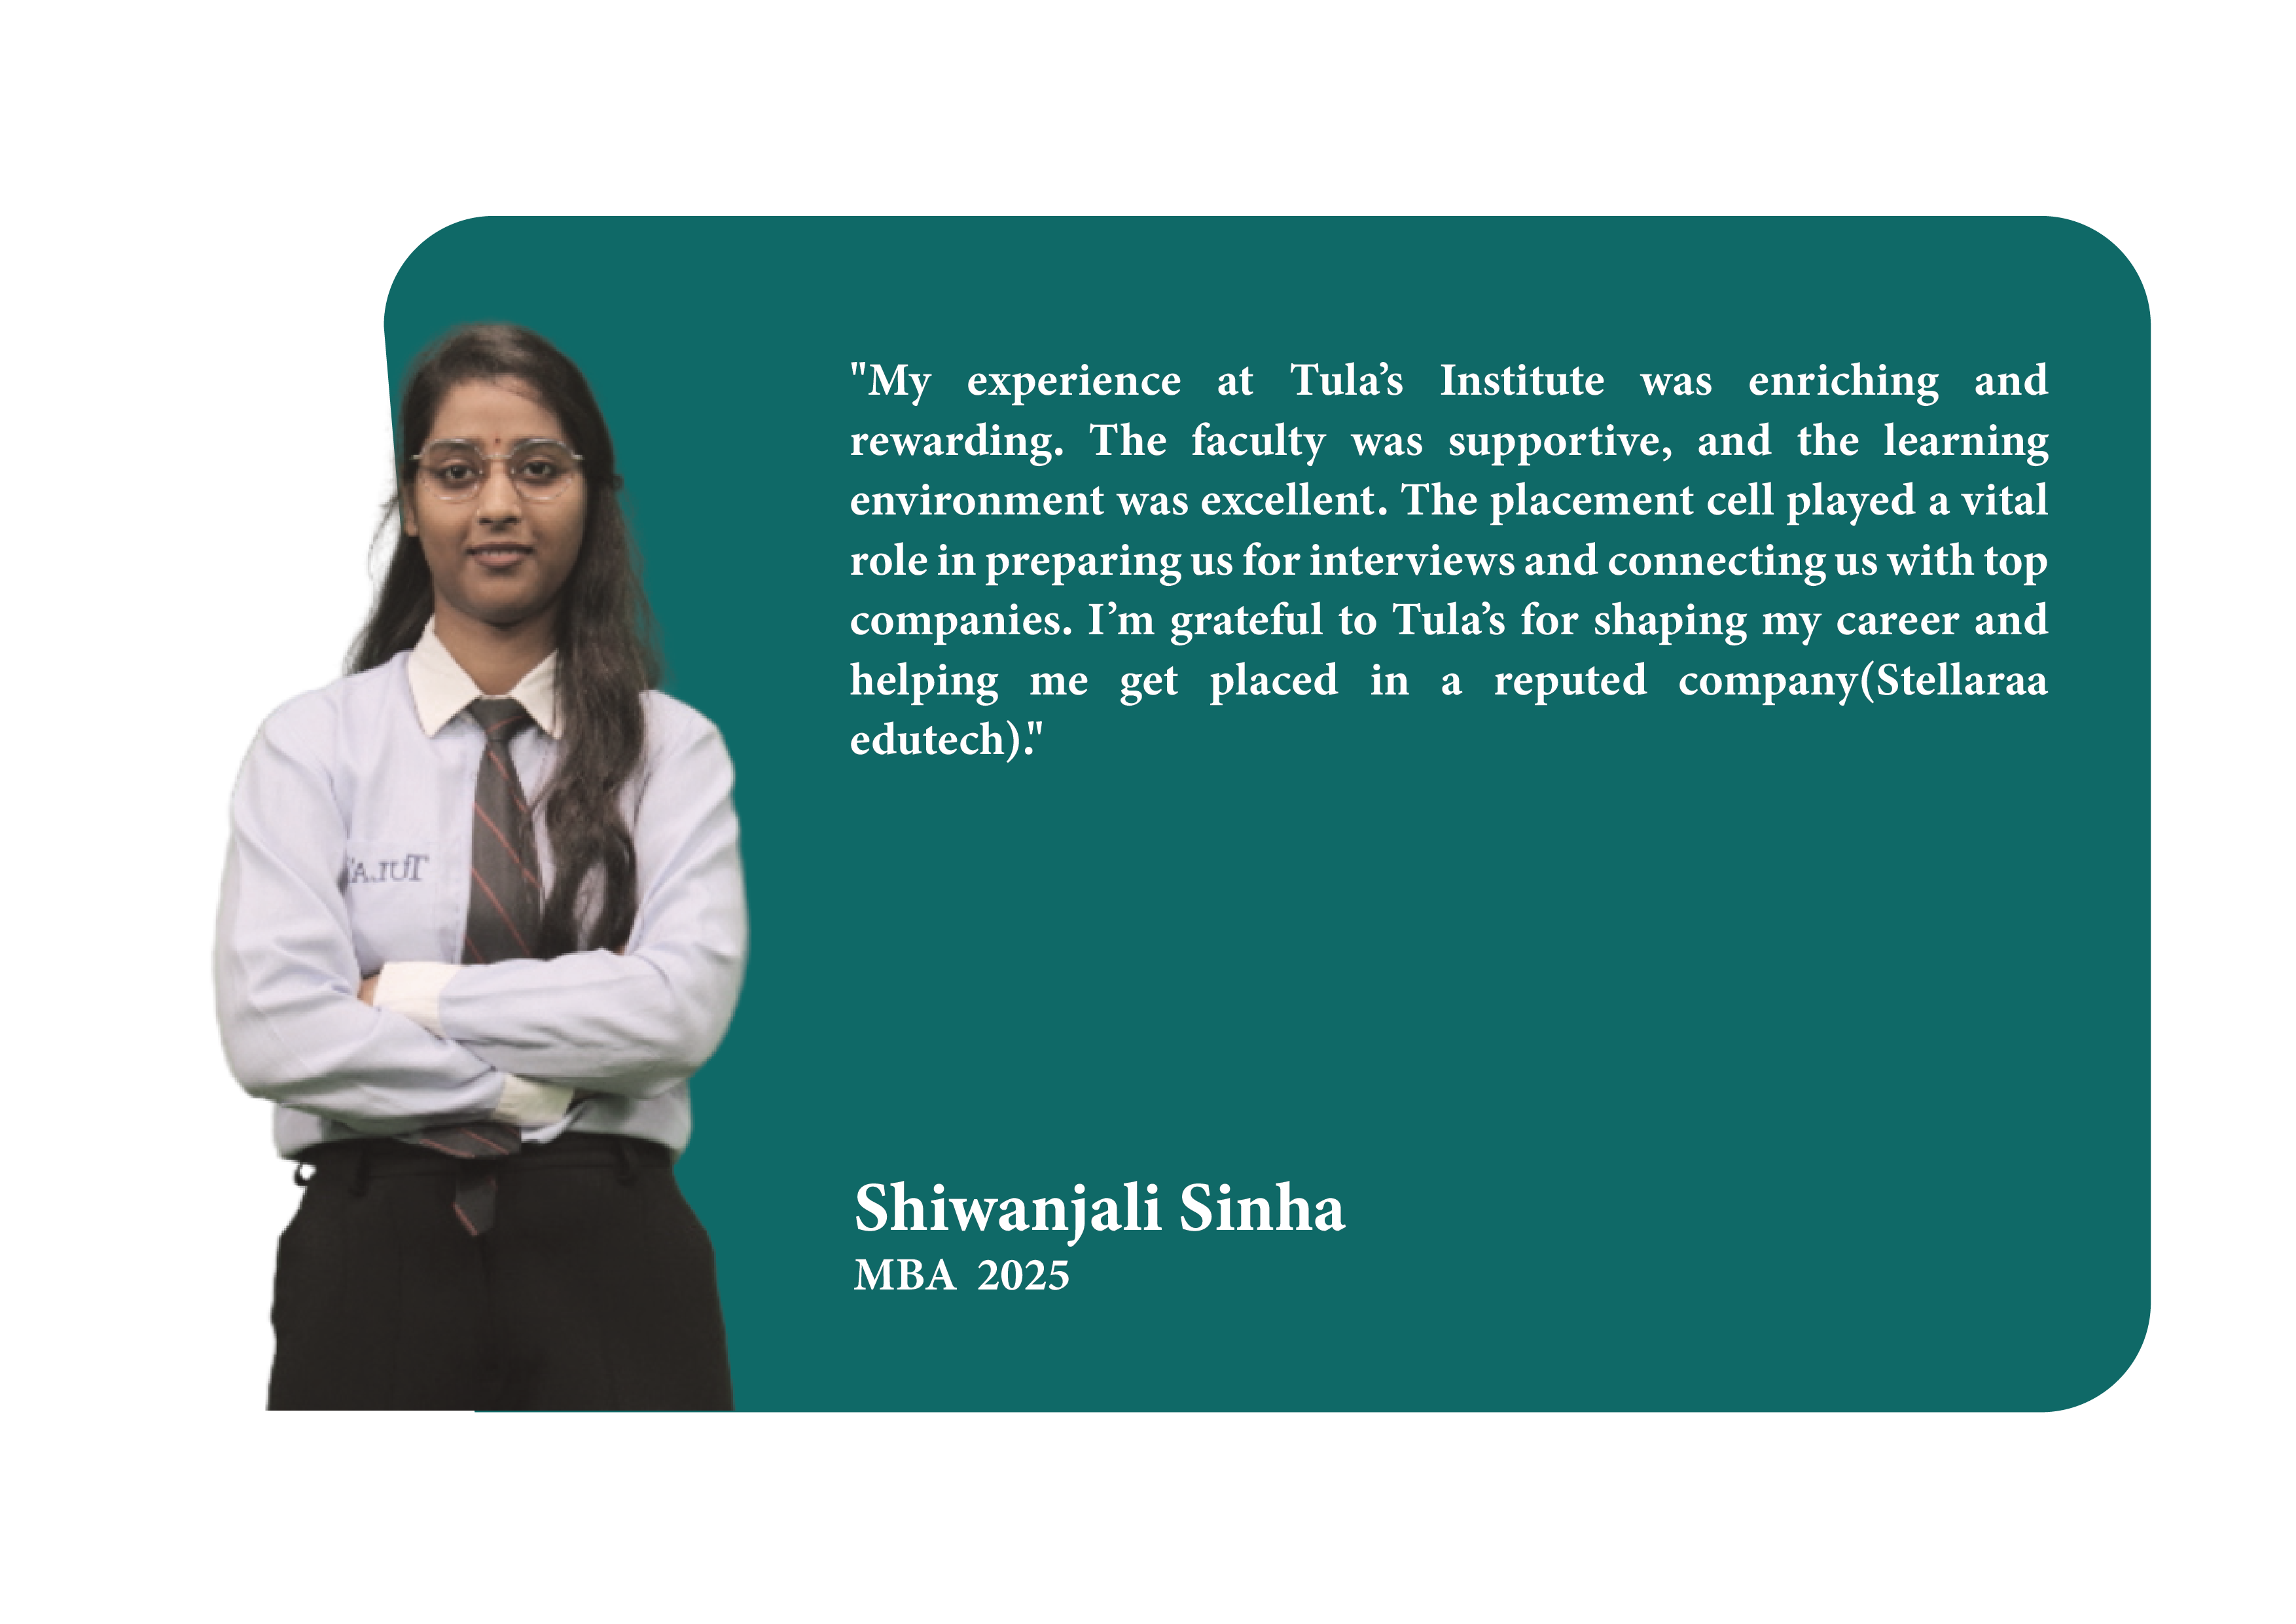 "My experience at Tula’s Institute was enriching and
rewarding. The faculty was supportive, and the learning
environment was excellent. The placement cell played a vital
role in preparing us for interviews and connecting us with top
companies. I’m grateful to Tula’s for shaping my career and
helping me get placed in a reputed company(Stellaraa
edutech)."
TULA'
Shiwanjali Sinha
MBA 2025